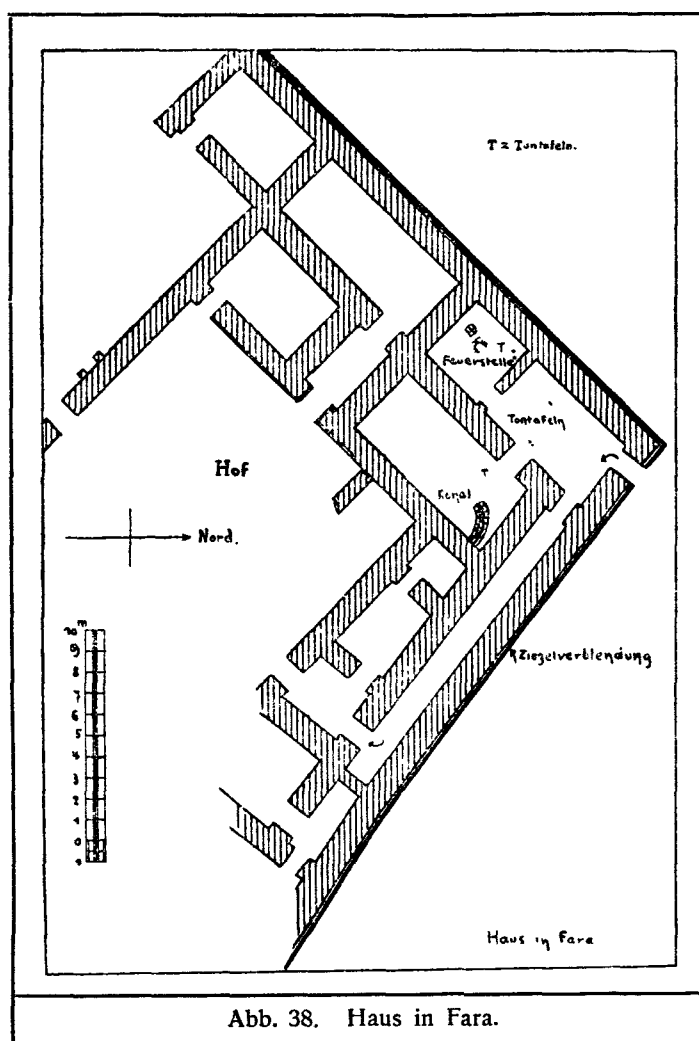 T = Tontafeln.
T
Feuerstelle
Tontafeln
T
Kanal
Hof
Nord.
m
10
9
8
7
6
5
4
3
2
1
0
1
Ziegelverblendung
Haus in Fara
Abb. 38. Haus in Fara.